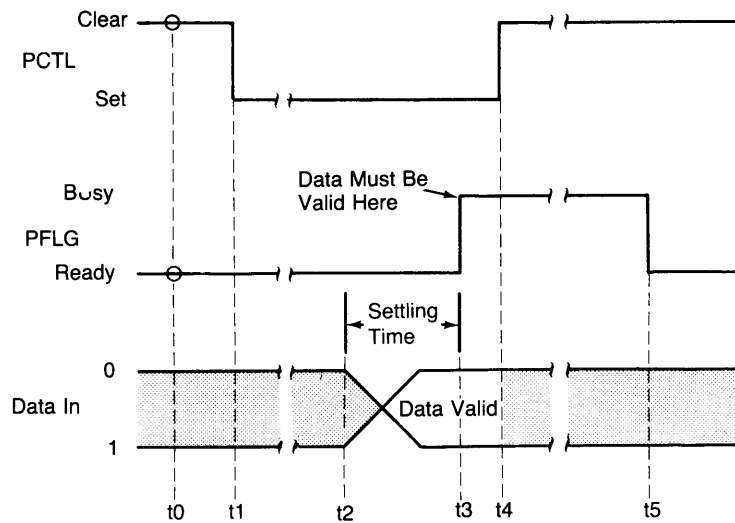 Clear
PCTL
Set
Busy
Data Must Be
Valid Here
PFLG
Ready
Settling
Time
0
Data In
Data Valid
1
t0 t1 t2 t3 t4 t5